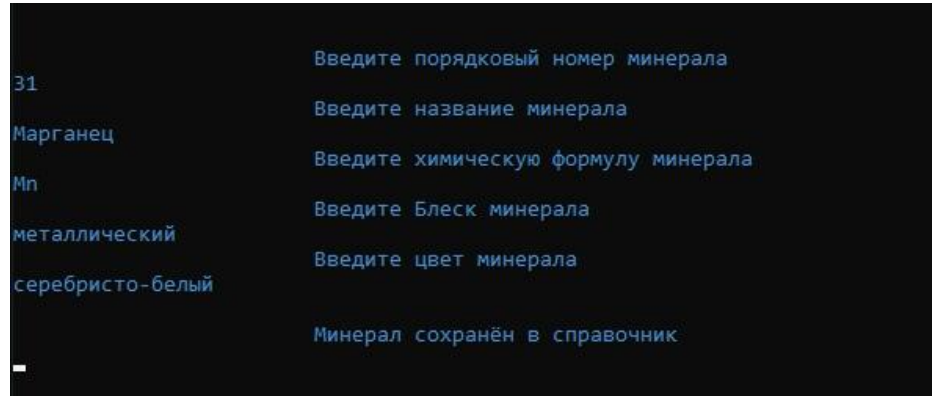 Введите порядковый номер минерала
31
Введите название минерала
Марганец
Введите химическую формулу минерала
Mn
Введите Блеск минерала
металлический
Введите цвет минерала
серебристо-белый
Минерал сохранён в справочник